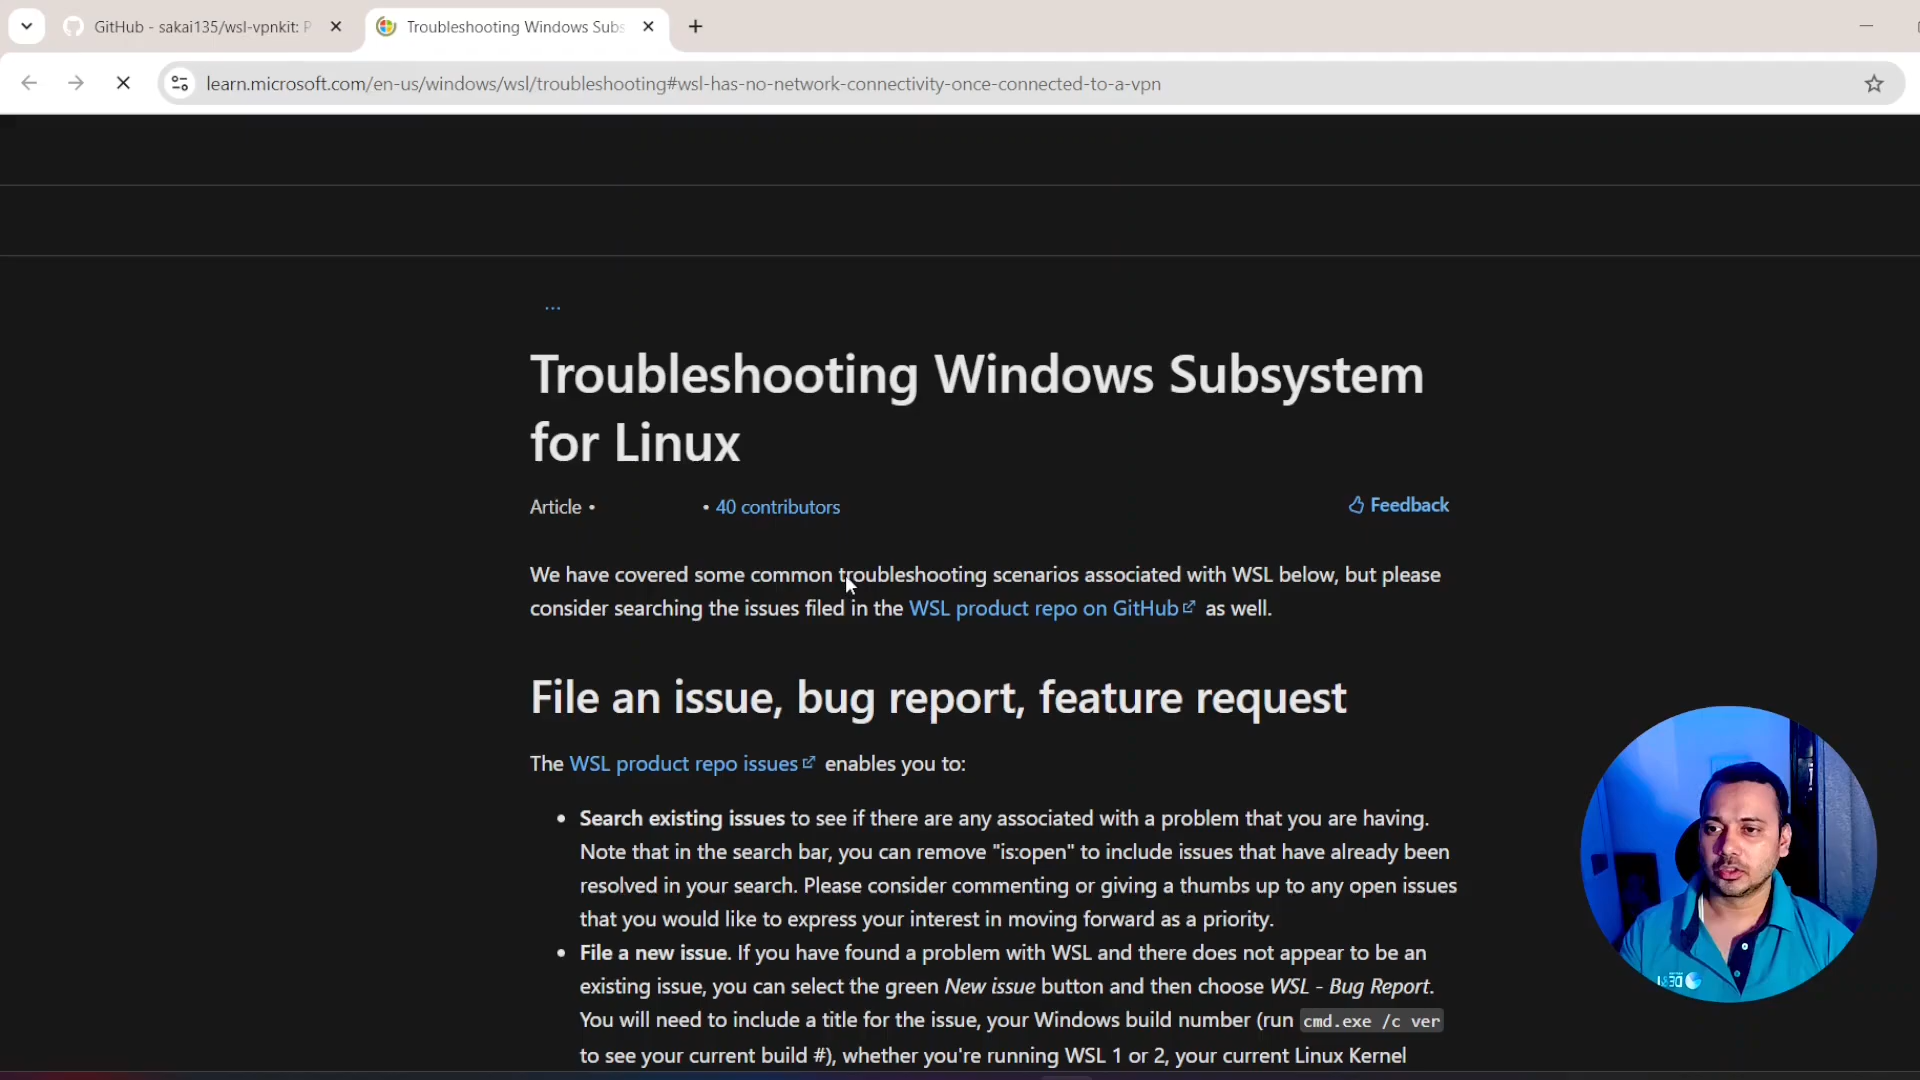 GitHub - sakai135/wsl-vpnkit: P
Troubleshooting Windows Subs
learn.microsoft.com/en-us/windows/wsl/troubleshooting#wsl-has-no-network-connectivity-once-connected-to-a-vpn
...
Troubleshooting Windows Subsystem
for Linux
Article • • 40 contributors
Feedback
We have covered some common troubleshooting scenarios associated with WSL below, but please
consider searching the issues filed in the WSL product repo on GitHub as well.
File an issue, bug report, feature request
The WSL product repo issues enables you to:
• Search existing issues to see if there are any associated with a problem that you are having.
Note that in the search bar, you can remove "is:open" to include issues that have already been
resolved in your search. Please consider commenting or giving a thumbs up to any open issues
that you would like to express your interest in moving forward as a priority.
• File a new issue. If you have found a problem with WSL and there does not appear to be an
existing issue, you can select the green New issue button and then choose WSL - Bug Report.
You will need to include a title for the issue, your Windows build number (run cmd.exe /c ver
to see your current build #), whether you're running WSL 1 or 2, your current Linux Kernel